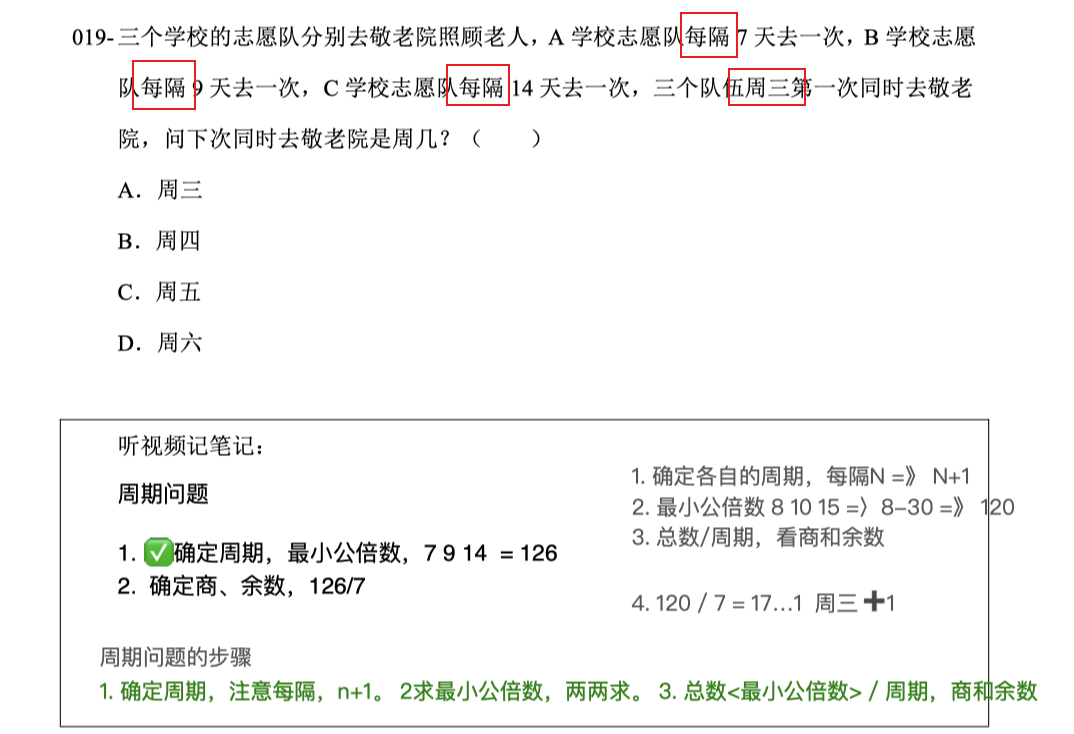 019-三个学校的志愿队分别去敬老院照顾老人，A 学校志愿队每隔 7 天去一次，B 学校志愿
队每隔 9 天去一次，C 学校志愿队每隔 14 天去一次，三个队伍周三第一次同时去敬老
院，问下次同时去敬老院是周几？（　　）
A．周三
B．周四
C．周五
D．周六
听视频记笔记：
周期问题
1. ✅确定周期，最小公倍数，7 9 14 = 126
2. 确定商、余数，126/7
1. 确定各自的周期，每隔N =》 N+1
2. 最小公倍数 8 10 15 =〉8–30 =》 120
3. 总数/周期，看商和余数
4. 120 / 7 = 17...1 周三 ➕1
周期问题的步骤
1. 确定周期，注意每隔，n+1。 2求最小公倍数，两两求。 3. 总数<最小公倍数> / 周期，商和余数